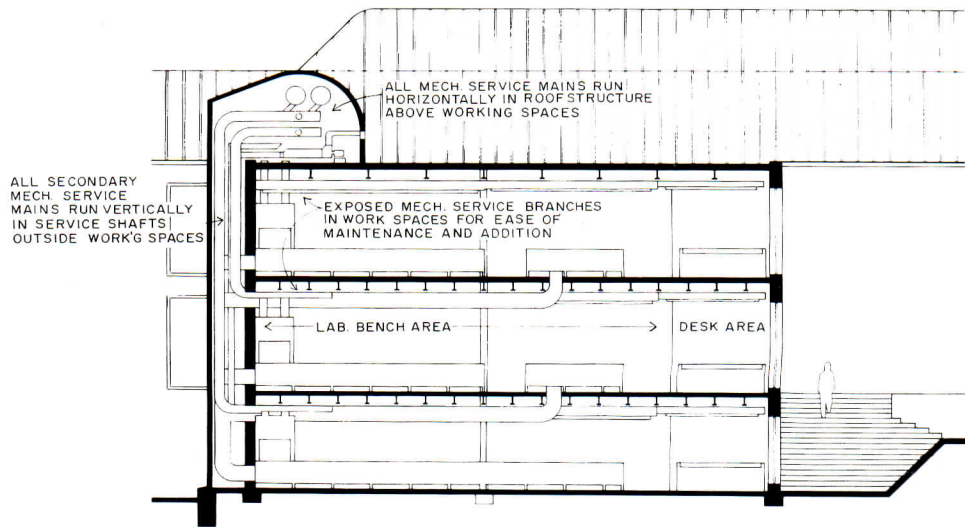 ALL MECH. SERVICE MAINS RUN
HORIZONTALLY IN ROOF STRUCTURE
ABOVE WORKING SPACES
ALL SECONDARY
MECH. SERVICE
MAINS RUN VERTICALLY
IN SERVICE SHAFTS
OUTSIDE WORK'G SPACES
EXPOSED MECH. SERVICE BRANCHES
IN WORK SPACES FOR EASE OF
MAINTENANCE AND ADDITION
LAB. BENCH AREA
DESK AREA